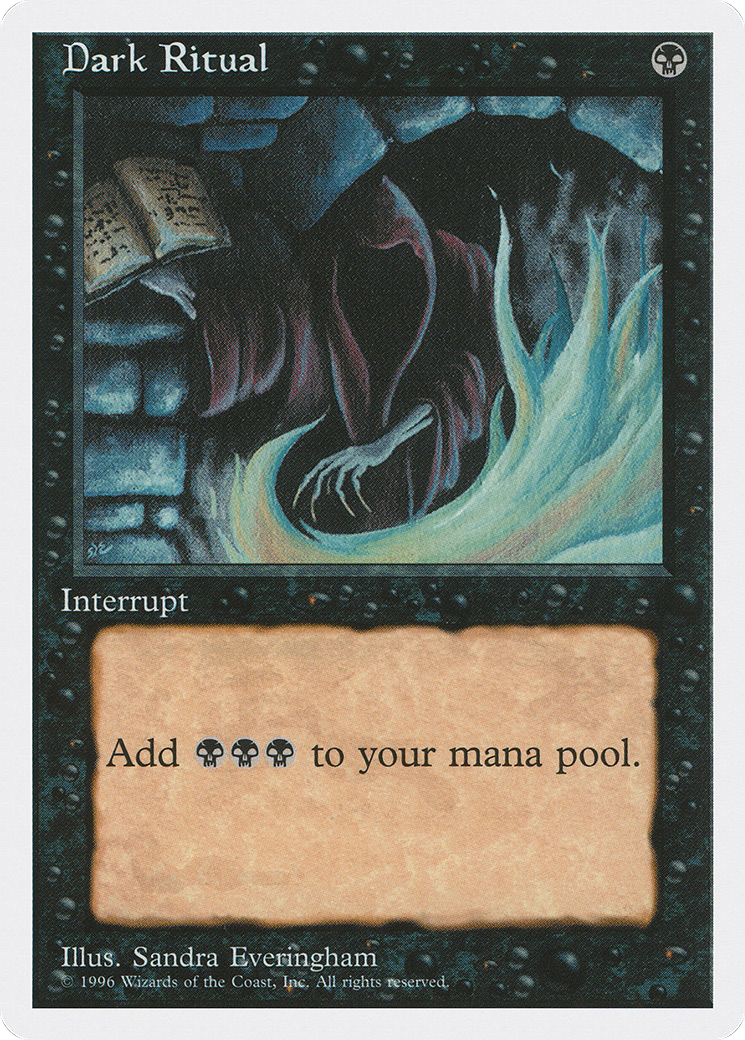 Dark Ritual
Interrupt
Add to your mana pool.
Illus. Sandra Everingham
© 1996 Wizards of the Coast, Inc. All rights reserved.